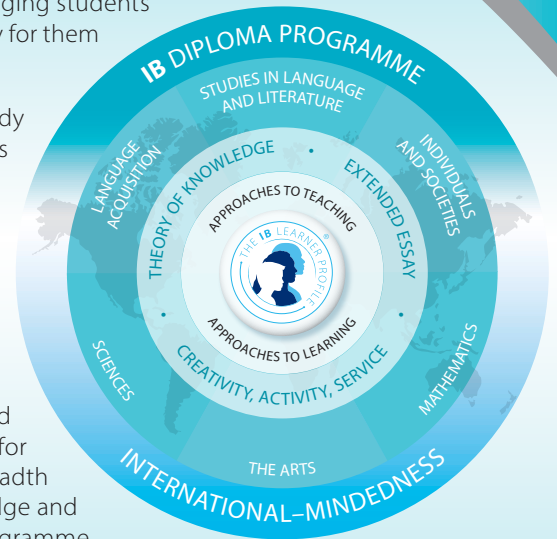 ging students
y for them
dy
s
d
for
adth
dge and
gramme
IB DIPLOMA PROGRAMME
STUDIES IN LANGUAGE
AND LITERATURE
LANGUAGE
ACQUISITION
INDIVIDUALS
AND SOCIETIES
THEORY OF KNOWLEDGE •
EXTENDED ESSAY •
APPROACHES TO TEACHING
THE IB LEARNER PROFILE ®
APPROACHES TO LEARNING
• CREATIVITY, ACTIVITY, SERVICE
SCIENCES
MATHEMATICS
THE ARTS
INTERNATIONAL–MINDEDNESS